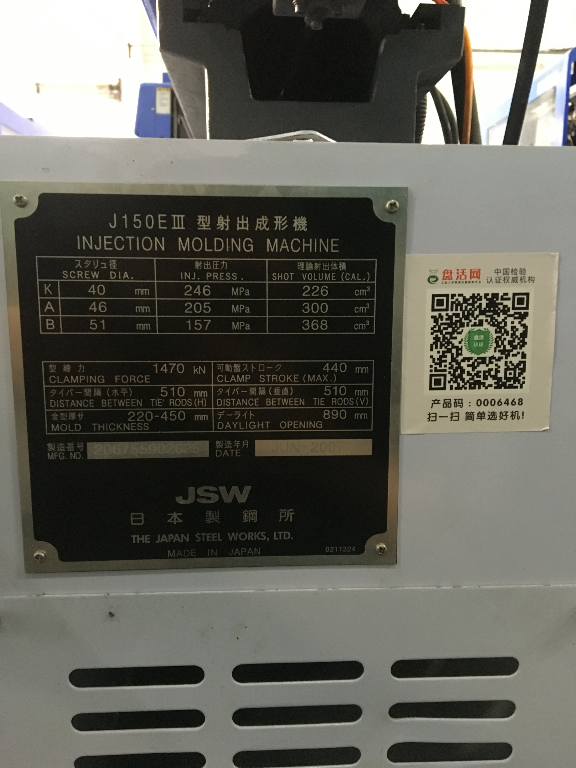 J150EⅢ 型射出成形機
INJECTION MOLDING MACHINE
スクリュ径 射出圧力 理論射出体積
SCREW DIA. INJ. PRESS. SHOT VOLUME (CAL.)
K 40 mm 246 MPa 226 cm³
A 46 mm 205 MPa 300 cm³
B 51 mm 157 MPa 368 cm³
型締力 1470 kN 可動盤ストローク 440 mm
CLAMPING FORCE CLAMP STROKE (MAX.)
タイバー間隔 (水平) 510 mm タイバー間隔 (垂直) 510 mm
DISTANCE BETWEEN TIE RODS(H) DISTANCE BETWEEN TIE RODS(V)
金型厚サ 220-450 mm デーライト 890 mm
MOLD THICKNESS DAYLIGHT OPENING
製造番号 製造年月
MFG. NO. DATE
JSW
日本製鋼所
THE JAPAN STEEL WORKS, LTD.
MADE IN JAPAN
0211324
盘活网 中国检验
认证权威机构
盘活
认证
产品码：0006468
扫一扫 简单选好机!